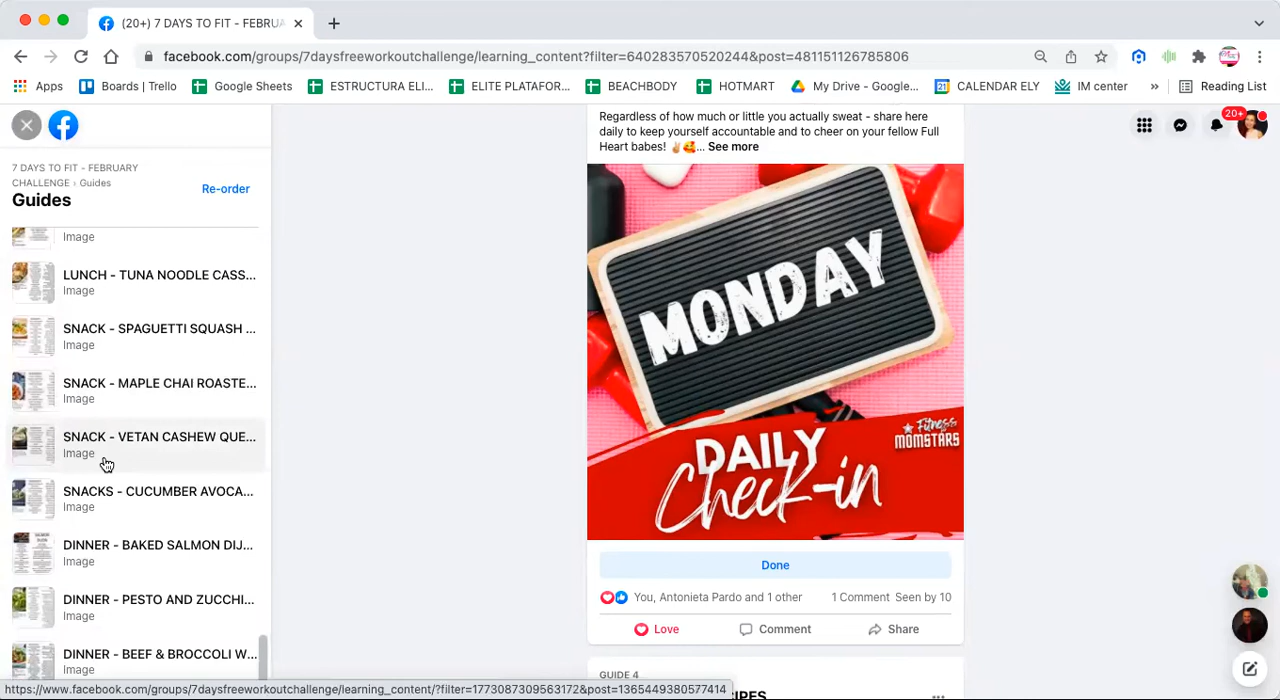 (20+) 7 DAYS TO FIT - FEBRU
facebook.com/groups/7daysfreeworkoutchallenge/learning_content?filter=640283570520244&post=481151126785806
Apps
Boards | Trello
Google Sheets
ESTRUCTURA ELI...
ELITE PLATAFOR...
BEACHBODY
HOTMART
My Drive - Google...
CALENDAR ELY
IM center
»
Reading List
20+
7 DAYS TO FIT - FEBRUARY
CHALLENGE › Guides
Guides
Re-order
Image
LUNCH - TUNA NOODLE CASS...
Image
SNACK - SPAGUETTI SQUASH ...
Image
SNACK - MAPLE CHAI ROASTE...
Image
SNACK - VETAN CASHEW QUE...
Image
SNACKS - CUCUMBER AVOCA...
Image
DINNER - BAKED SALMON DIJ...
Image
DINNER - PESTO AND ZUCCHI...
Image
DINNER - BEEF & BROCCOLI W...
Image
https://www.facebook.com/groups/7daysfreeworkoutchallenge/learning_content/?filter=1773087309563172&post=1365449380577414
Regardless of how much or little you actually sweat - share here
daily to keep yourself accountable and to cheer on your fellow Full
Heart babes! ✌🏼🥰... See more
MONDAY
DAILY
Check-in
Fitness
MOMSTARS
Done
You, Antonieta Pardo and 1 other
1 Comment Seen by 10
Love
Comment
Share
GUIDE 4